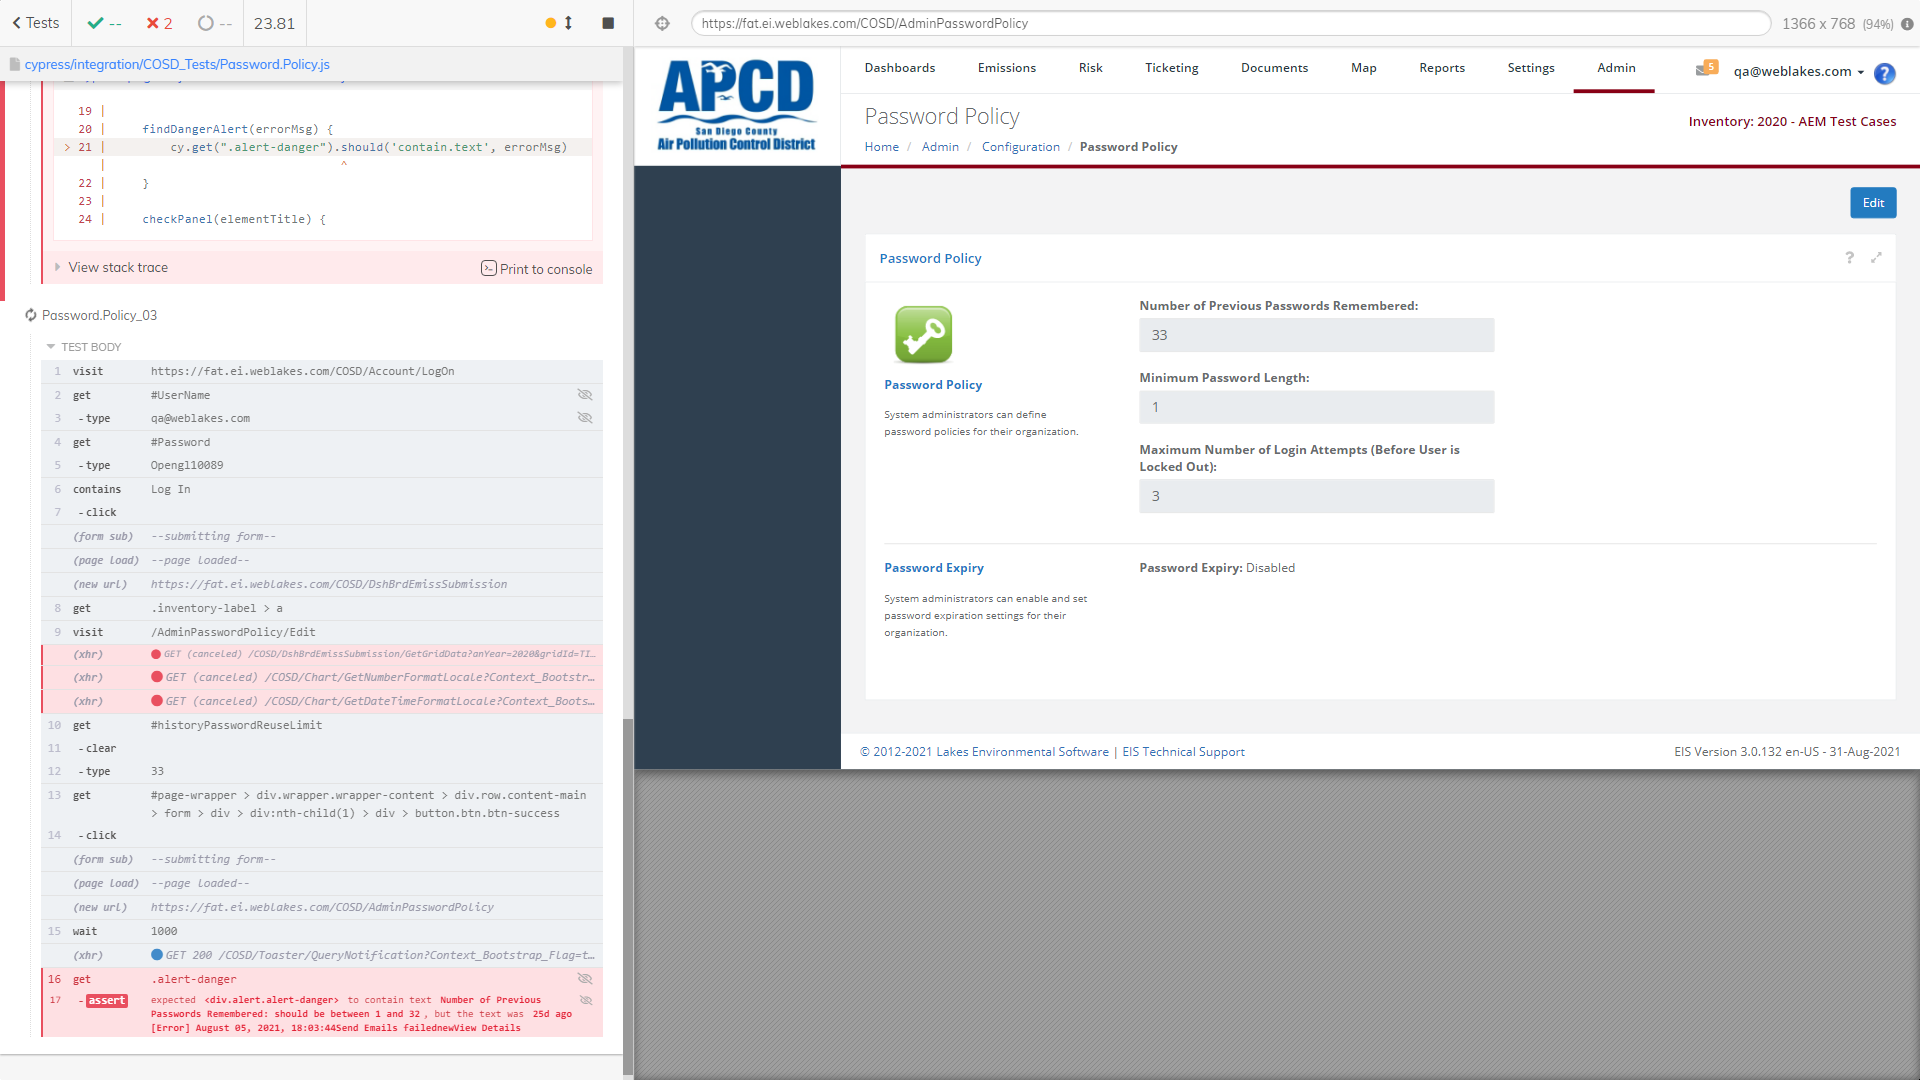 Tests
--
2
--
23.81
cypress/integration/COSD_Tests/Password.Policy.js
19 |
20 | findDangerAlert(errorMsg) {
> 21 | cy.get(".alert-danger").should('contain.text', errorMsg)
| ^
22 | }
23 |
24 | checkPanel(elementTitle) {
View stack trace
Print to console
Password.Policy_03
TEST BODY
1 visit https://fat.ei.weblakes.com/COSD/Account/LogOn
2 get #UserName
3 -type qa@weblakes.com
4 get #Password
5 -type Opengl10089
6 contains Log In
7 -click
(form sub) --submitting form--
(page load) --page loaded--
(new url) https://fat.ei.weblakes.com/COSD/DshBrdEmissSubmission
8 get .inventory-label > a
9 visit /AdminPasswordPolicy/Edit
(xhr) GET (canceled) /COSD/DshBrdEmissSubmission/GetGridData?anYear=2020&gridId=TI...
(xhr) GET (canceled) /COSD/Chart/GetNumberFormatLocale?Context_Bootstr...
(xhr) GET (canceled) /COSD/Chart/GetDateTimeFormatLocale?Context_Boots...
10 get #historyPasswordReuseLimit
11 -clear
12 -type 33
13 get #page-wrapper > div.wrapper.wrapper-content > div.row.content-main
> form > div > div:nth-child(1) > div > button.btn.btn-success
14 -click
(form sub) --submitting form--
(page load) --page loaded--
(new url) https://fat.ei.weblakes.com/COSD/AdminPasswordPolicy
15 wait 1000
(xhr) GET 200 /COSD/Toaster/QueryNotification?Context_Bootstrap_Flag=t...
16 get .alert-danger
17 -assert expected <div.alert.alert-danger> to contain text Number of Previous
Passwords Remembered: should be between 1 and 32, but the text was 25d ago
[Error] August 05, 2021, 18:03:44Send Emails failednewView Details
https://fat.ei.weblakes.com/COSD/AdminPasswordPolicy
1366 x 768 (94%)
APCD
San Diego County
Air Pollution Control District
Dashboards Emissions Risk Ticketing Documents Map Reports Settings Admin
5
qa@weblakes.com
?
Password Policy
Inventory: 2020 - AEM Test Cases
Home / Admin / Configuration / Password Policy
Edit
Password Policy
?
Password Policy
System administrators can define
password policies for their organization.
Number of Previous Passwords Remembered:
33
Minimum Password Length:
1
Maximum Number of Login Attempts (Before User is
Locked Out):
3
Password Expiry
System administrators can enable and set
password expiration settings for their
organization.
Password Expiry: Disabled
© 2012-2021 Lakes Environmental Software | EIS Technical Support
EIS Version 3.0.132 en-US - 31-Aug-2021